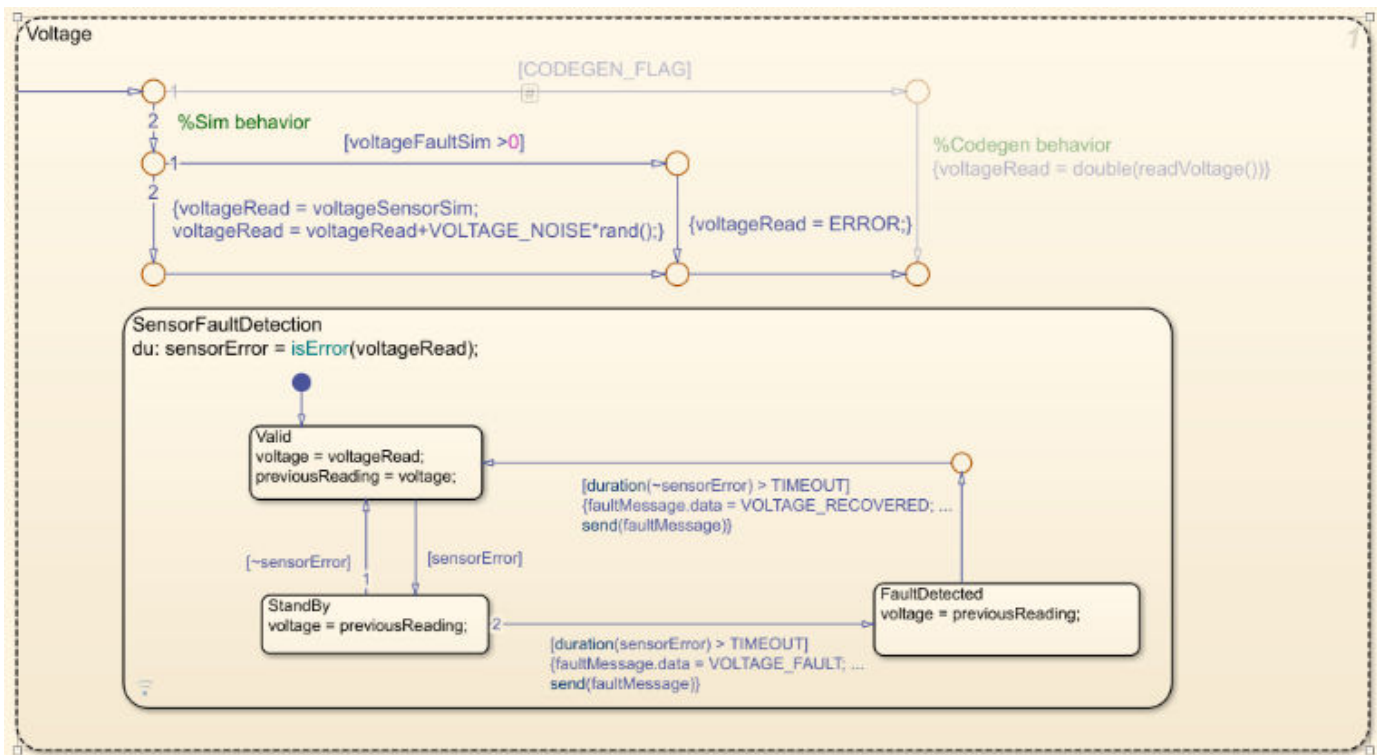 Voltage
1
[CODEGEN_FLAG]
1
#
2
%Sim behavior
[voltageFaultSim >0]
1
%Codegen behavior
{voltageRead = double(readVoltage())}
2
{voltageRead = voltageSensorSim;
voltageRead = voltageRead+VOLTAGE_NOISE*rand();}
{voltageRead = ERROR;}
SensorFaultDetection
du: sensorError = isError(voltageRead);
Valid
voltage = voltageRead;
previousReading = voltage;
[duration(~sensorError) > TIMEOUT]
{faultMessage.data = VOLTAGE_RECOVERED; ...
send(faultMessage)}
[~sensorError]
[sensorError]
1
StandBy
voltage = previousReading;
2
FaultDetected
voltage = previousReading;
[duration(sensorError) > TIMEOUT]
{faultMessage.data = VOLTAGE_FAULT; ...
send(faultMessage)}